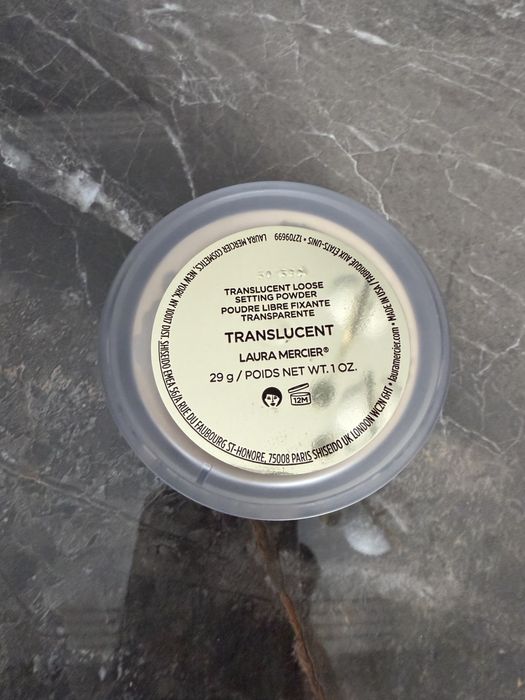 TRANSLUCENT LOOSE
SETTING POWDER
POUDRE LIBRE FIXANTE
TRANSPARENTE
TRANSLUCENT
LAURA MERCIER®
29 g / POIDS NET WT. 1 OZ.
12M
LAURA MERCIER COSMETICS, NEW YORK, NY 10017 DIST. SHISEIDO EMEA 56/A RUE DU FAUBOURG ST-HONORE, 75008 PARIS SHISEIDO UK LONDON WC2N 6HT • lauramercier.com • MADE IN USA / FABRIQUÉ AUX ÉTATS-UNIS • 12709699